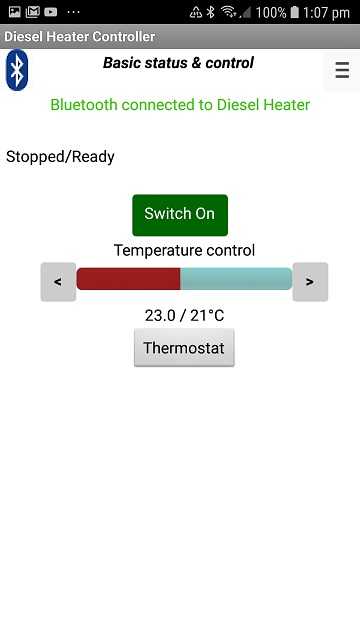 100% 1:07 pm
Diesel Heater Controller
Basic status & control
Bluetooth connected to Diesel Heater
Stopped/Ready
Switch On
Temperature control
< >
23.0 / 21°C
Thermostat